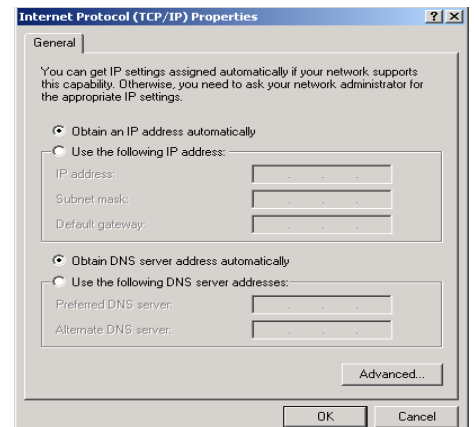 Internet Protocol (TCP/IP) Properties
General
You can get IP settings assigned automatically if your network supports
this capability. Otherwise, you need to ask your network administrator for
the appropriate IP settings.
Obtain an IP address automatically
Use the following IP address:
IP address:
Subnet mask:
Default gateway:
Obtain DNS server address automatically
Use the following DNS server addresses:
Preferred DNS server:
Alternate DNS server:
Advanced...
OK Cancel